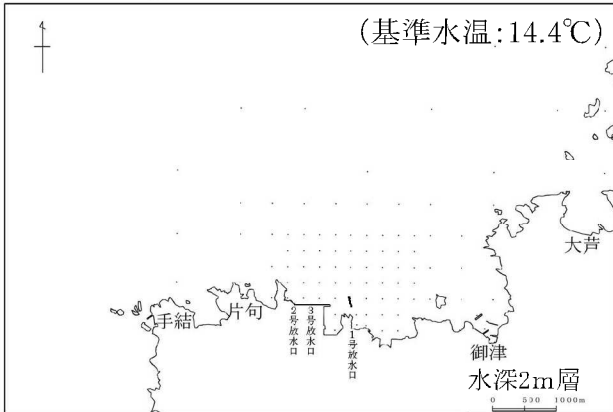 (基準水温:14.4℃)
大芦
手結
片句
2号放水口
3号放水口
1号放水口
御津
水深2m層
0 500 1000m